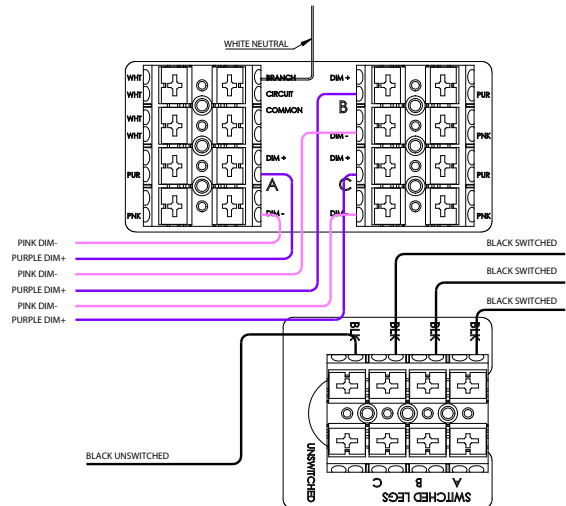 WHITE NEUTRAL
WHT
BRANCH
DIM +
WHT
CIRCUIT
B
PUR
COMMON
WHT
WHT
DIM -
PNK
DIM +
DIM +
PUR
A
C
PUR
PNK
DIM -
DIM -
PNK
PINK DIM-
PURPLE DIM+
PINK DIM-
PURPLE DIM+
PINK DIM-
PURPLE DIM+
BLACK SWITCHED
BLACK SWITCHED
BLACK SWITCHED
BLK
BLK
BLK
BLK
BLACK UNSWITCHED
UNSWITCHED
C
B
A
SWITCHED LEGS